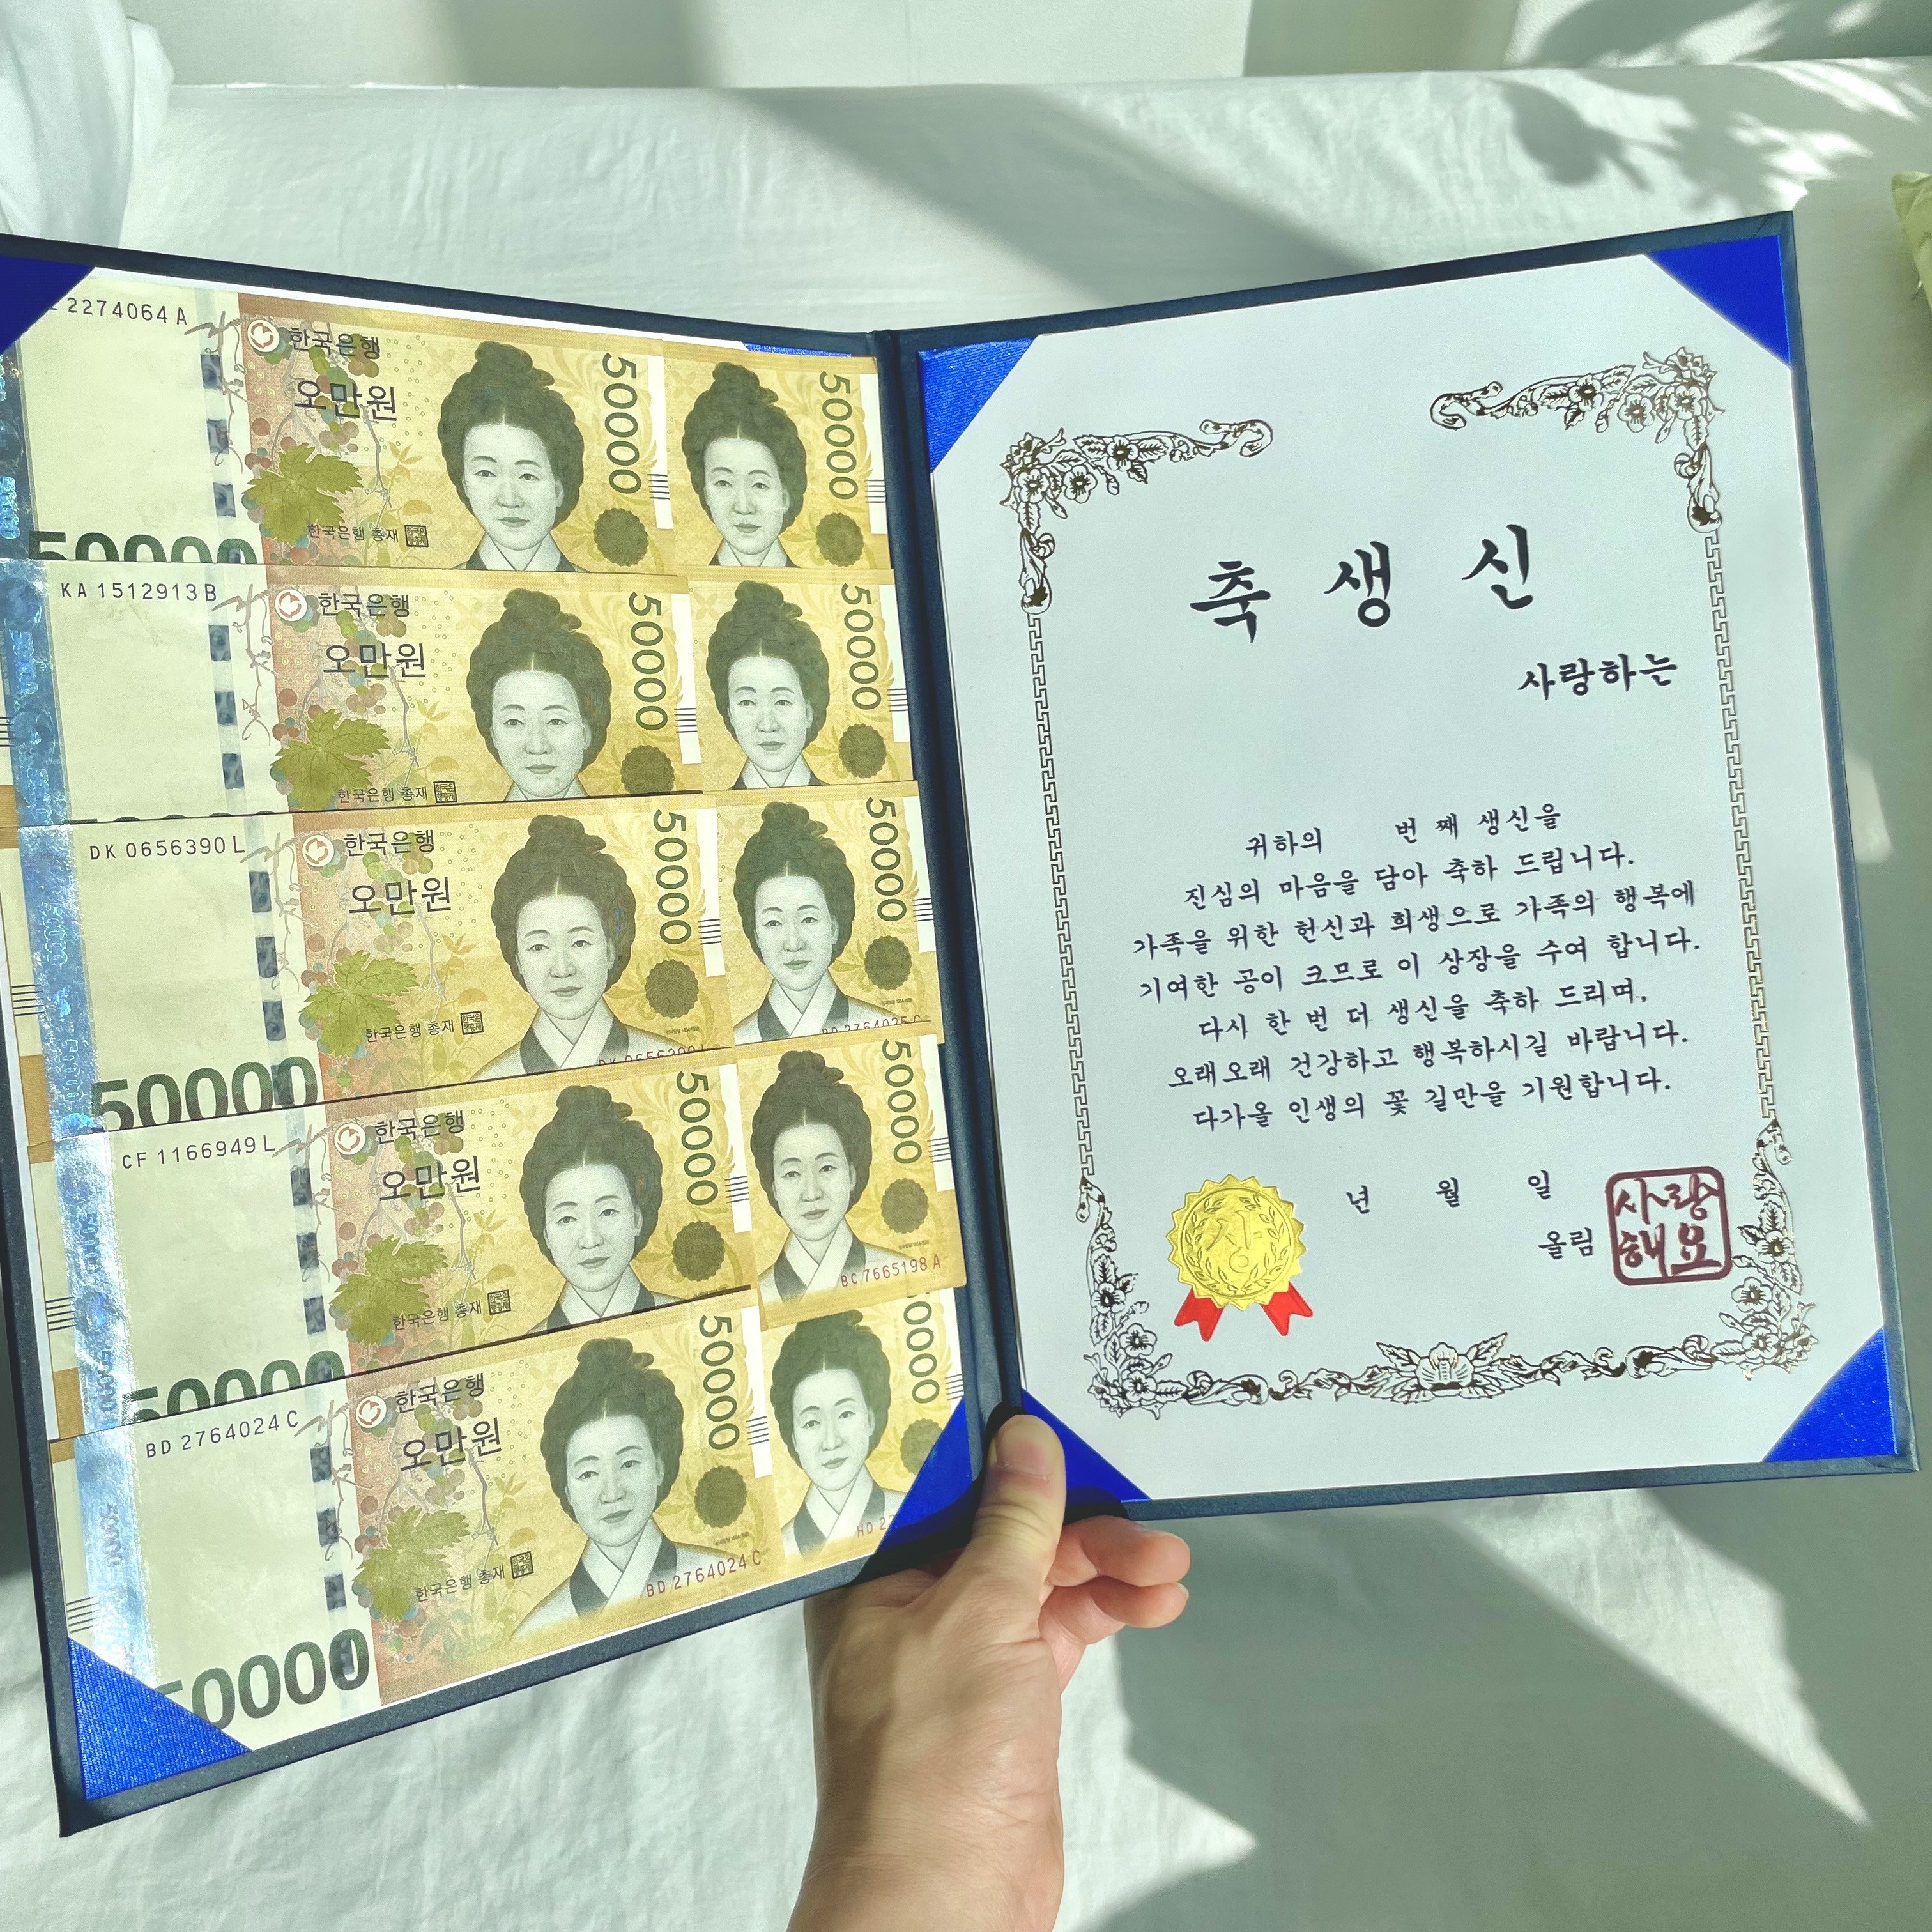 2274064 A
한국은행
오만원
50000
50000
한국은행 총재
50000
KA 1512913 B
한국은행
오만원
50000
50000
한국은행 총재
DK 0656390 L
한국은행
오만원
50000
50000
한국은행 총재
50000
DK 0656390 L
BD 2764025 C
CF 1166949 L
한국은행
오만원
50000
50000
한국은행 총재
BC 7665198 A
50000
BD 2764024 C
한국은행
오만원
50000
0000
한국은행 총재
BD 2764024 C
HD 2
50000
축 생 신
사랑하는
귀하의 번 째 생신을
진심의 마음을 담아 축하 드립니다.
가족을 위한 헌신과 희생으로 가족의 행복에
기여한 공이 크므로 이 상장을 수여 합니다.
다시 한 번 더 생신을 축하 드리며,
오래오래 건강하고 행복하시길 바랍니다.
다가올 인생의 꽃 길만을 기원합니다.
년 월 일
올림
사랑
해요